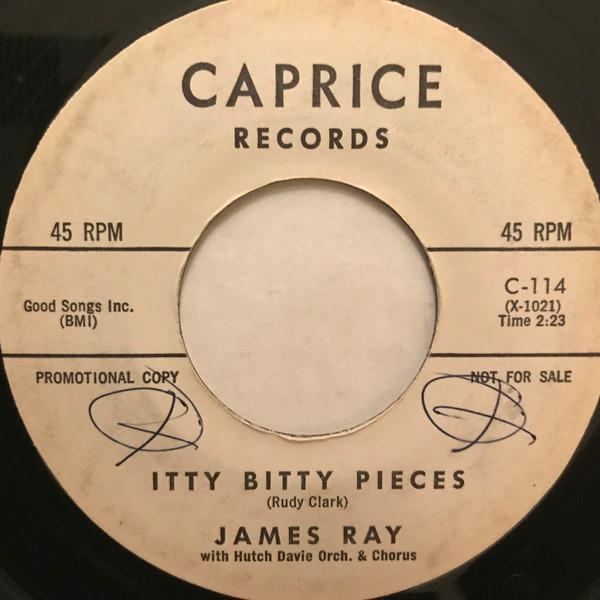 CAPRICE
RECORDS
45 RPM
45 RPM
Good Songs Inc.
(BMI)
C-114
(X-1021)
Time 2:23
PROMOTIONAL COPY
NOT FOR SALE
ITTY BITTY PIECES
(Rudy Clark)
JAMES RAY
with Hutch Davie Orch. & Chorus